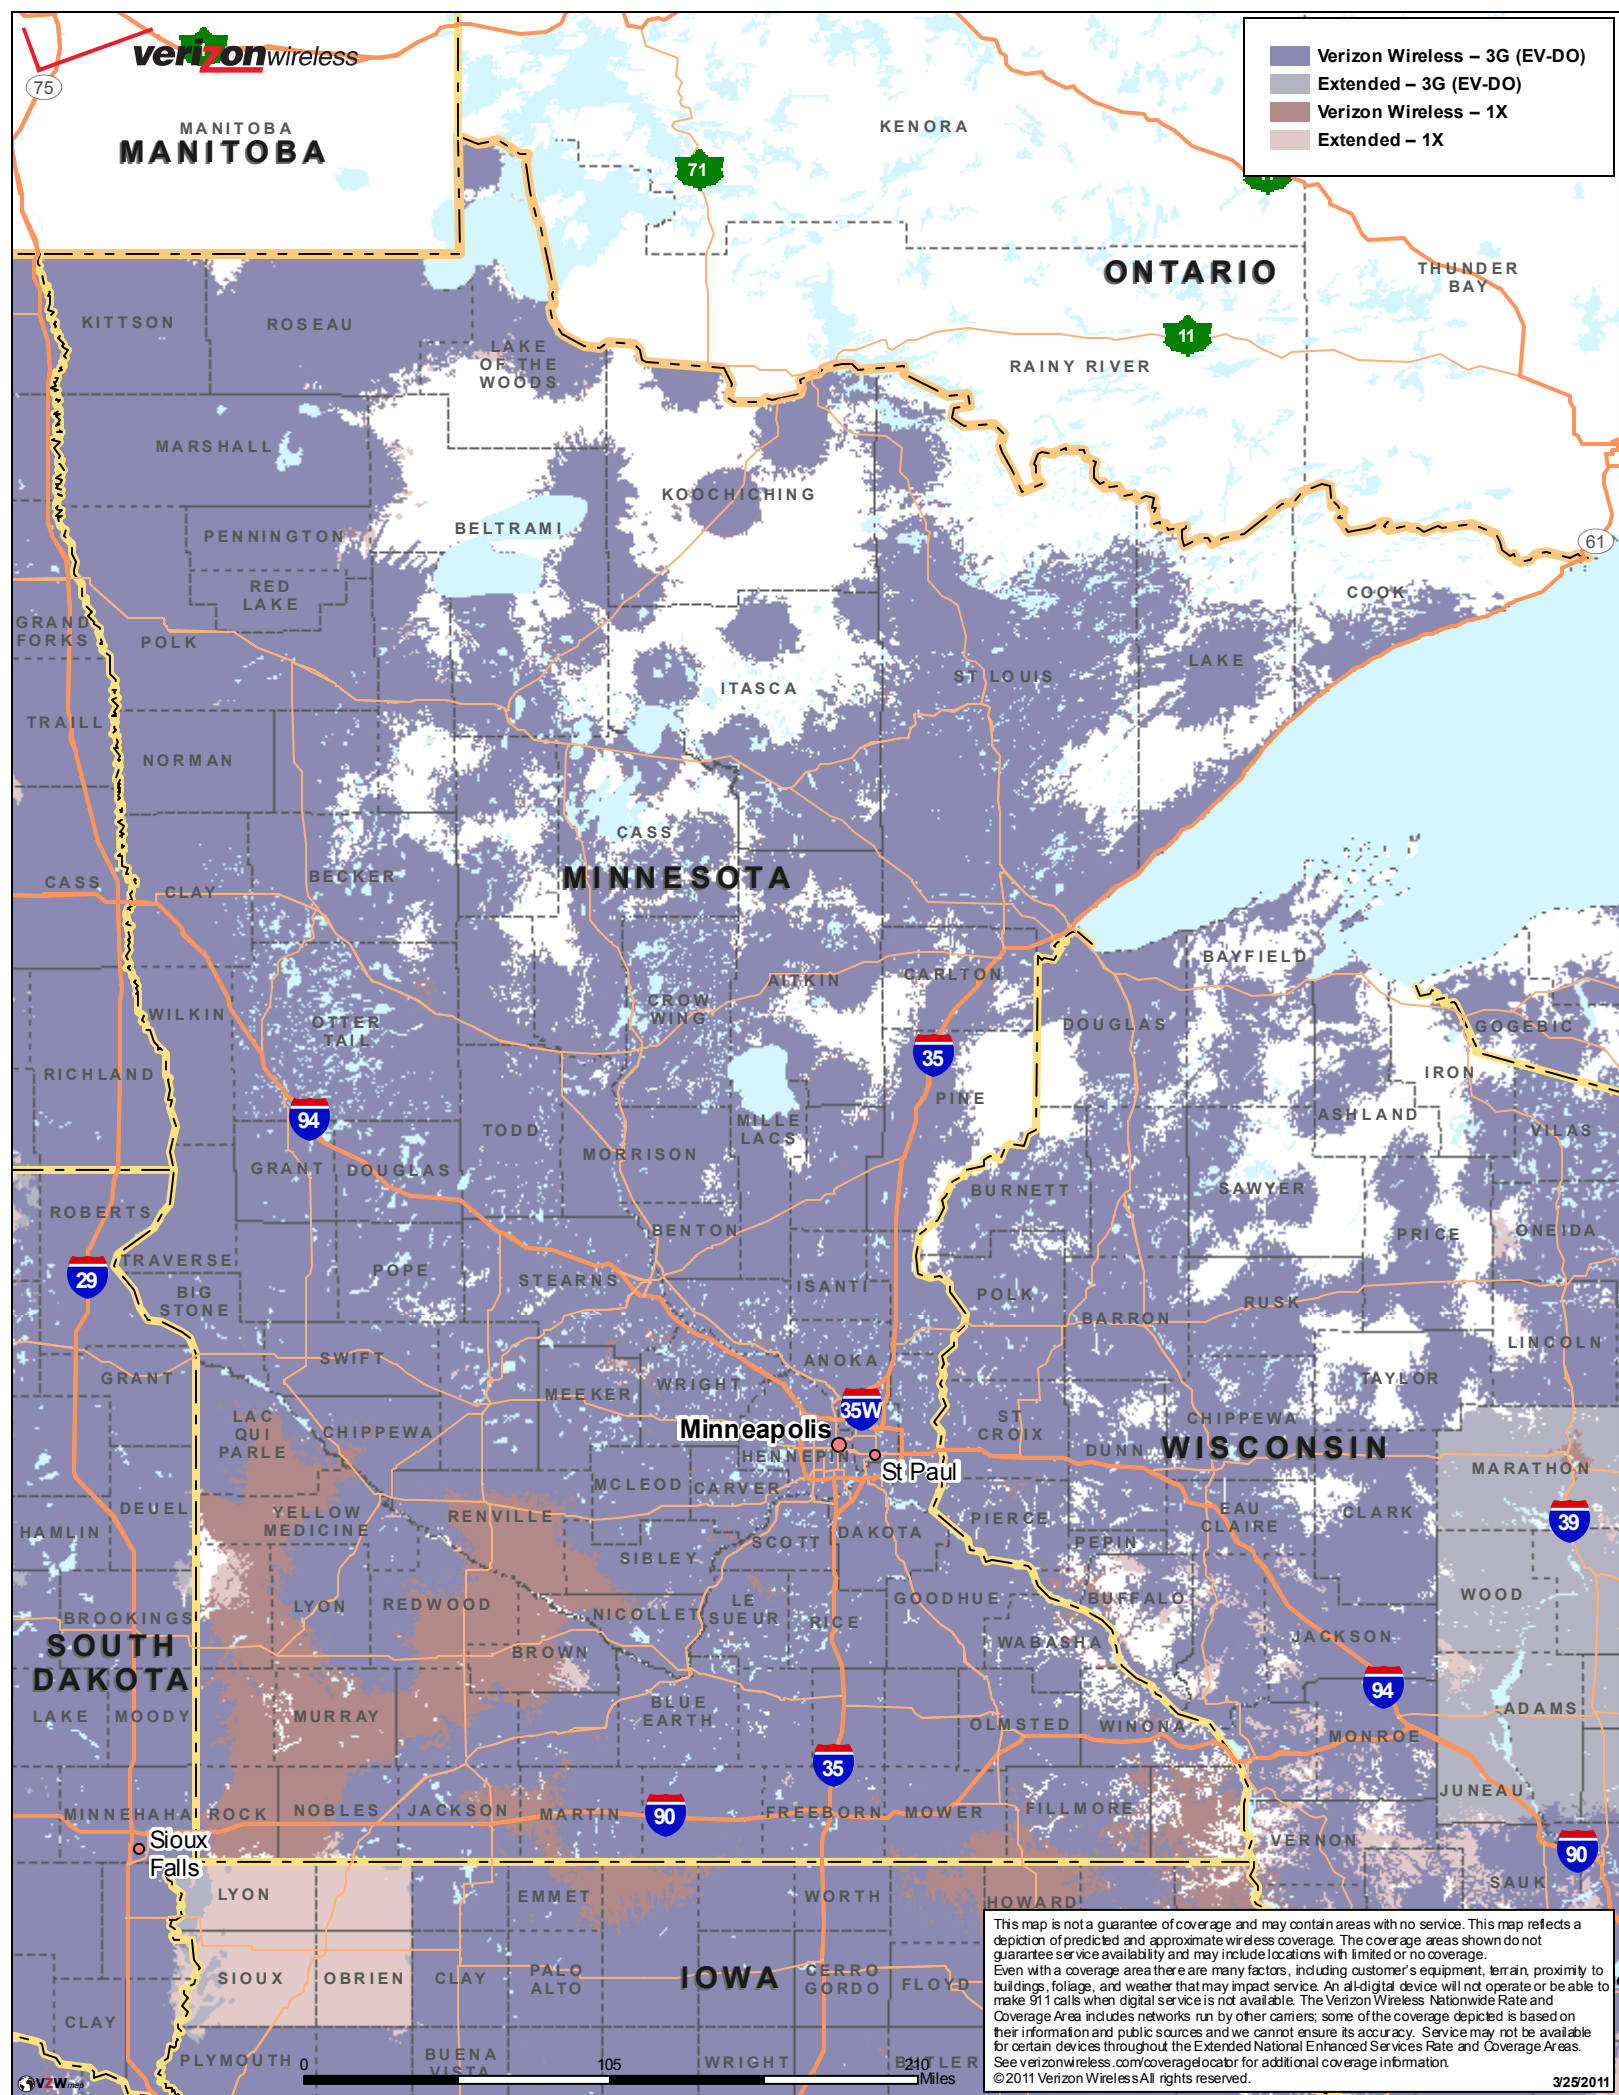 verizonwireless
Verizon Wireless – 3G (EV-DO)
Extended – 3G (EV-DO)
Verizon Wireless – 1X
Extended – 1X
75
MANITOBA
MANITOBA
KENORA
71
ONTARIO
THUNDER
BAY
11
RAINY RIVER
KITTSON
ROSEAU
LAKE
OF THE
WOODS
MARSHALL
KOOCHICHING
BELTRAMI
PENNINGTON
61
RED
LAKE
COOK
GRAND
FORKS
POLK
LAKE
ST LOUIS
ITASCA
TRAILL
NORMAN
CASS
MINNESOTA
BECKER
CASS
CLAY
BAYFIELD
AITKIN
CARLTON
CROW
WING
WILKIN
OTTER
TAIL
DOUGLAS
GOGEBIC
35
RICHLAND
IRON
PINE
94
ASHLAND
MILLE
LACS
TODD
VILAS
MORRISON
GRANT
DOUGLAS
BURNETT
SAWYER
ROBERTS
BENTON
PRICE
ONEIDA
TRAVERSE
29
POPE
STEARNS
ISANTI
BIG
STONE
POLK
RUSK
BARRON
LINCOLN
SWIFT
ANOKA
GRANT
TAYLOR
WRIGHT
MEEKER
35W
LAC
QUI
PARLE
CHIPPEWA
Minneapolis
ST
CROIX
CHIPPEWA
DUNN
WISCONSIN
HENNEPIN
St Paul
MARATHON
MCLEOD
CARVER
DEUEL
YELLOW
MEDICINE
RENVILLE
EAU
CLAIRE
CLARK
39
HAMLIN
PIERCE
SCOTT
DAKOTA
PEPIN
SIBLEY
WOOD
LYON
REDWOOD
LE
SUEUR
GOODHUE
BUFFALO
BROOKINGS
NICOLLET
RICE
SOUTH
DAKOTA
WABASHA
JACKSON
BROWN
94
LAKE
MOODY
MURRAY
BLUE
EARTH
OLMSTED
WINONA
ADAMS
MONROE
35
JUNEAU
MINNEHAHA
ROCK
NOBLES
JACKSON
MARTIN
90
FREEBORN
MOWER
FILLMORE
Sioux
Falls
VERNON
90
SAUK
LYON
EMMET
WORTH
HOWARD
SIOUX
OBRIEN
CLAY
PALO
ALTO
IOWA
CERRO
GORDO
FLOYD
CLAY
PLYMOUTH
BUENA
VISTA
WRIGHT
BUTLER
0
105
210
Miles
VZWmap
This map is not a guarantee of coverage and may contain areas with no service. This map reflects a
depiction of predicted and approximate wireless coverage. The coverage areas shown do not
guarantee service availability and may include locations with limited or no coverage.
Even with a coverage area there are many factors, including customer's equipment, terrain, proximity to
buildings, foliage, and weather that may impact service. An all-digital device will not operate or be able to
make 911 calls when digital service is not available. The Verizon Wireless Nationwide Rate and
Coverage Area includes networks run by other carriers; some of the coverage depicted is based on
their information and public sources and we cannot ensure its accuracy. Service may not be available
for certain devices throughout the Extended National Enhanced Services Rate and Coverage Areas.
See verizonwireless.com/coveragelocator for additional coverage information.
©2011 Verizon Wireless All rights reserved.
3/25/2011